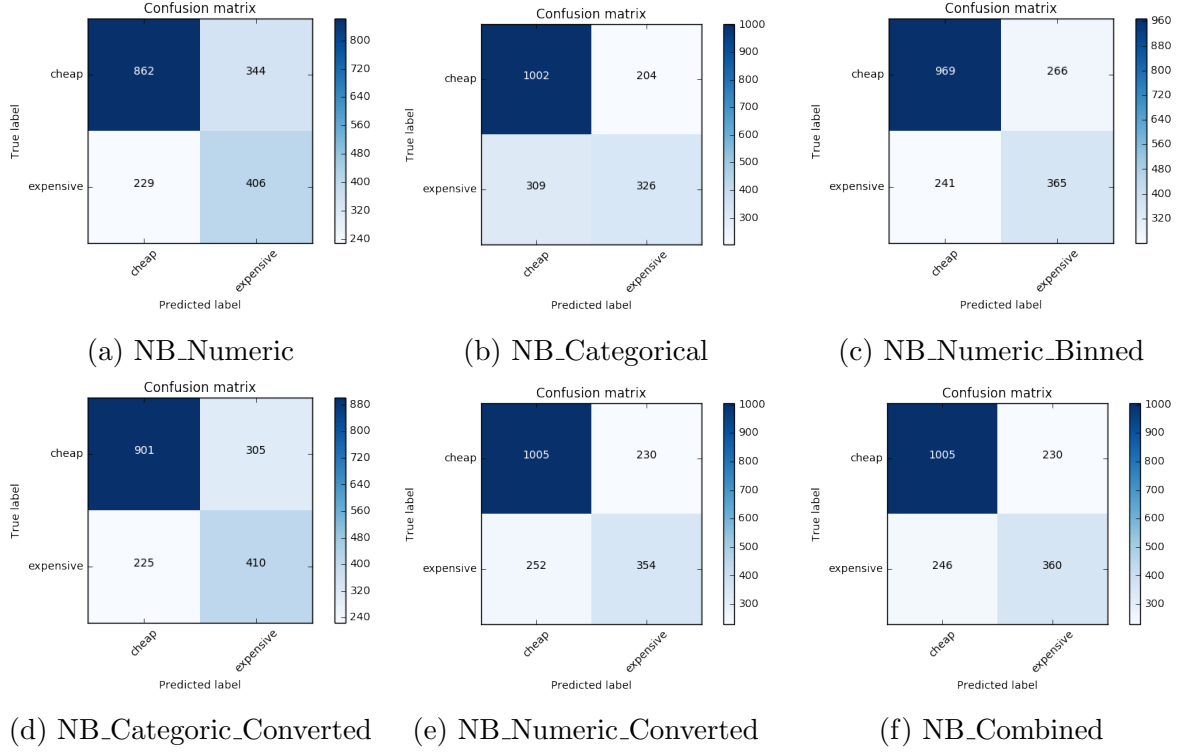 Confusion matrix
cheap
expensive
True label
862 344
229 406
cheap expensive
Predicted label
800
720
640
560
480
400
320
240
(a) NB_Numeric
Confusion matrix
cheap
expensive
True label
1002 204
309 326
cheap expensive
Predicted label
1000
900
800
700
600
500
400
300
(b) NB_Categorical
Confusion matrix
cheap
expensive
True label
969 266
241 365
cheap expensive
Predicted label
960
880
800
720
640
560
480
400
320
(c) NB_Numeric_Binned
Confusion matrix
cheap
expensive
True label
901 305
225 410
cheap expensive
Predicted label
880
800
720
640
560
480
400
320
240
(d) NB_Categoric_Converted
Confusion matrix
cheap
expensive
True label
1005 230
252 354
cheap expensive
Predicted label
1000
900
800
700
600
500
400
300
(e) NB_Numeric_Converted
Confusion matrix
cheap
expensive
True label
1005 230
246 360
cheap expensive
Predicted label
1000
900
800
700
600
500
400
300
(f) NB_Combined